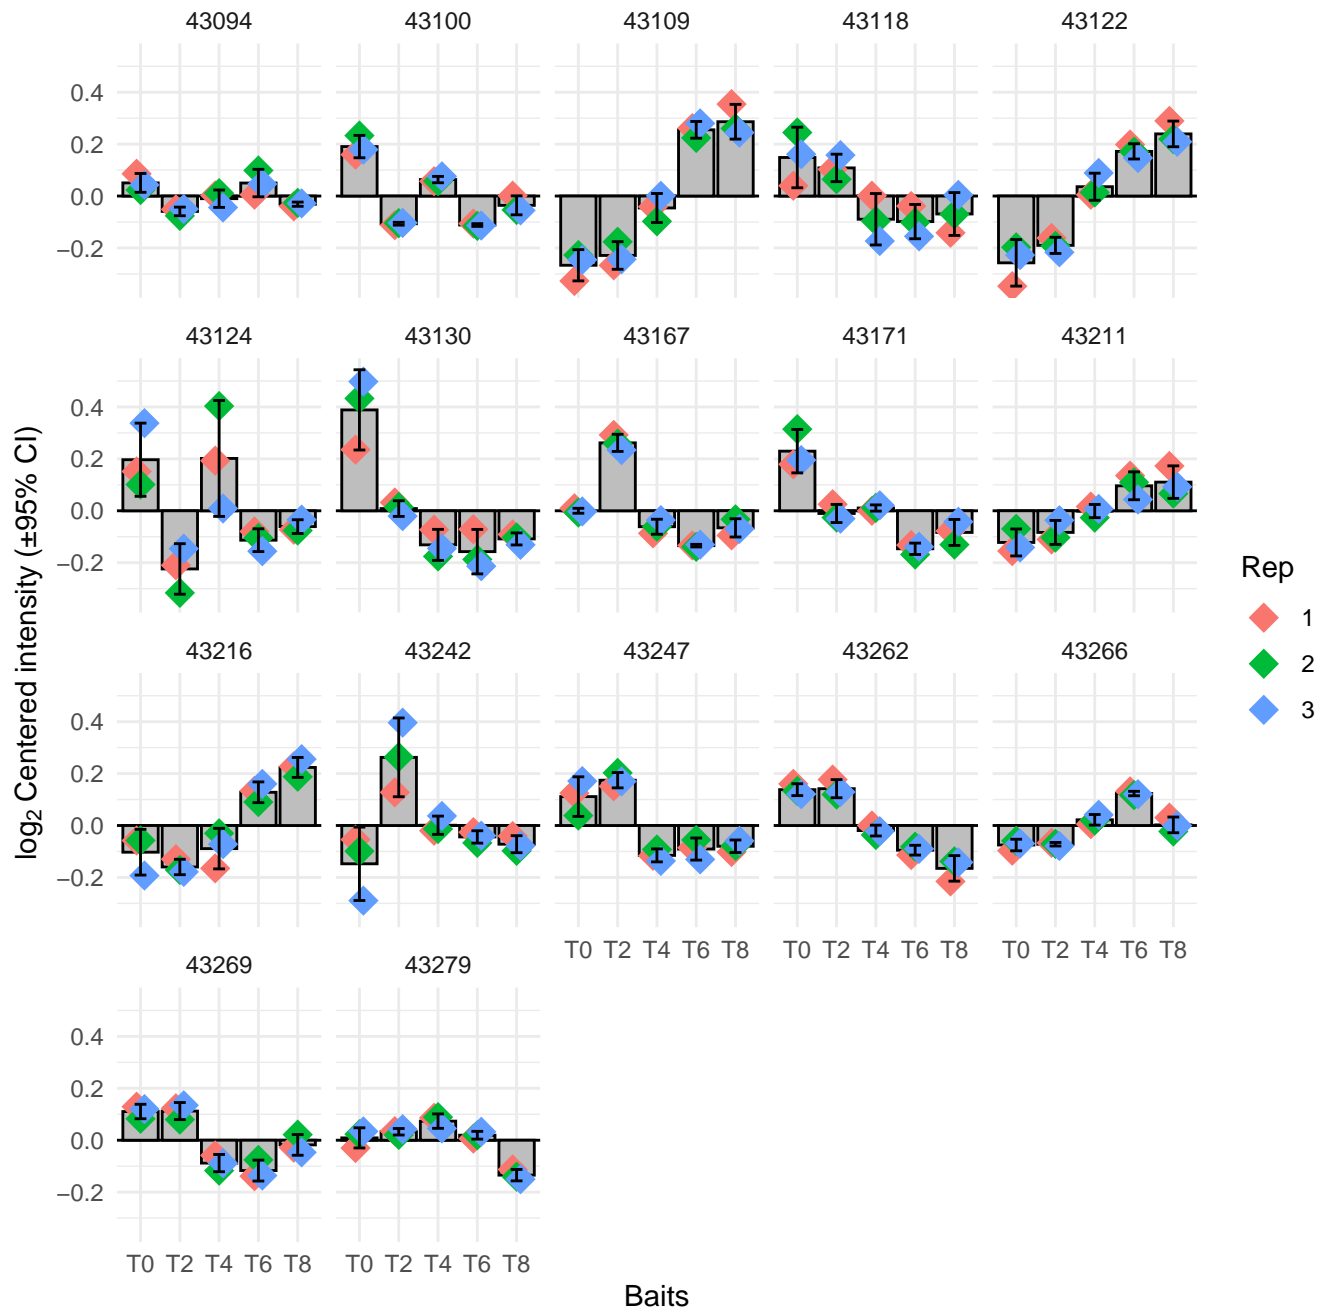 43094 43100 43109 43118 43122
0.4
0.2
0.0
−0.2
43124 43130 43167 43171 43211
0.4
0.2
0.0
−0.2
43216 43242 43247 43262 43266
0.4
0.2
0.0
−0.2
T0 T2 T4 T6 T8 T0 T2 T4 T6 T8 T0 T2 T4 T6 T8
43269 43279
0.4
0.2
0.0
−0.2
T0 T2 T4 T6 T8 T0 T2 T4 T6 T8
Baits
log2 Centered intensity (±95% CI)
Rep
1
2
3